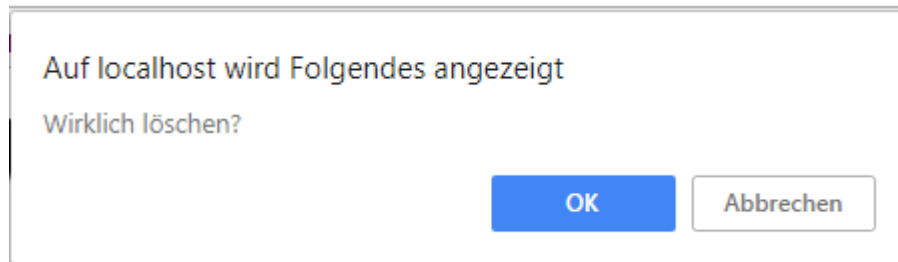 Auf localhost wird Folgendes angezeigt
Wirklich löschen?
OK
Abbrechen